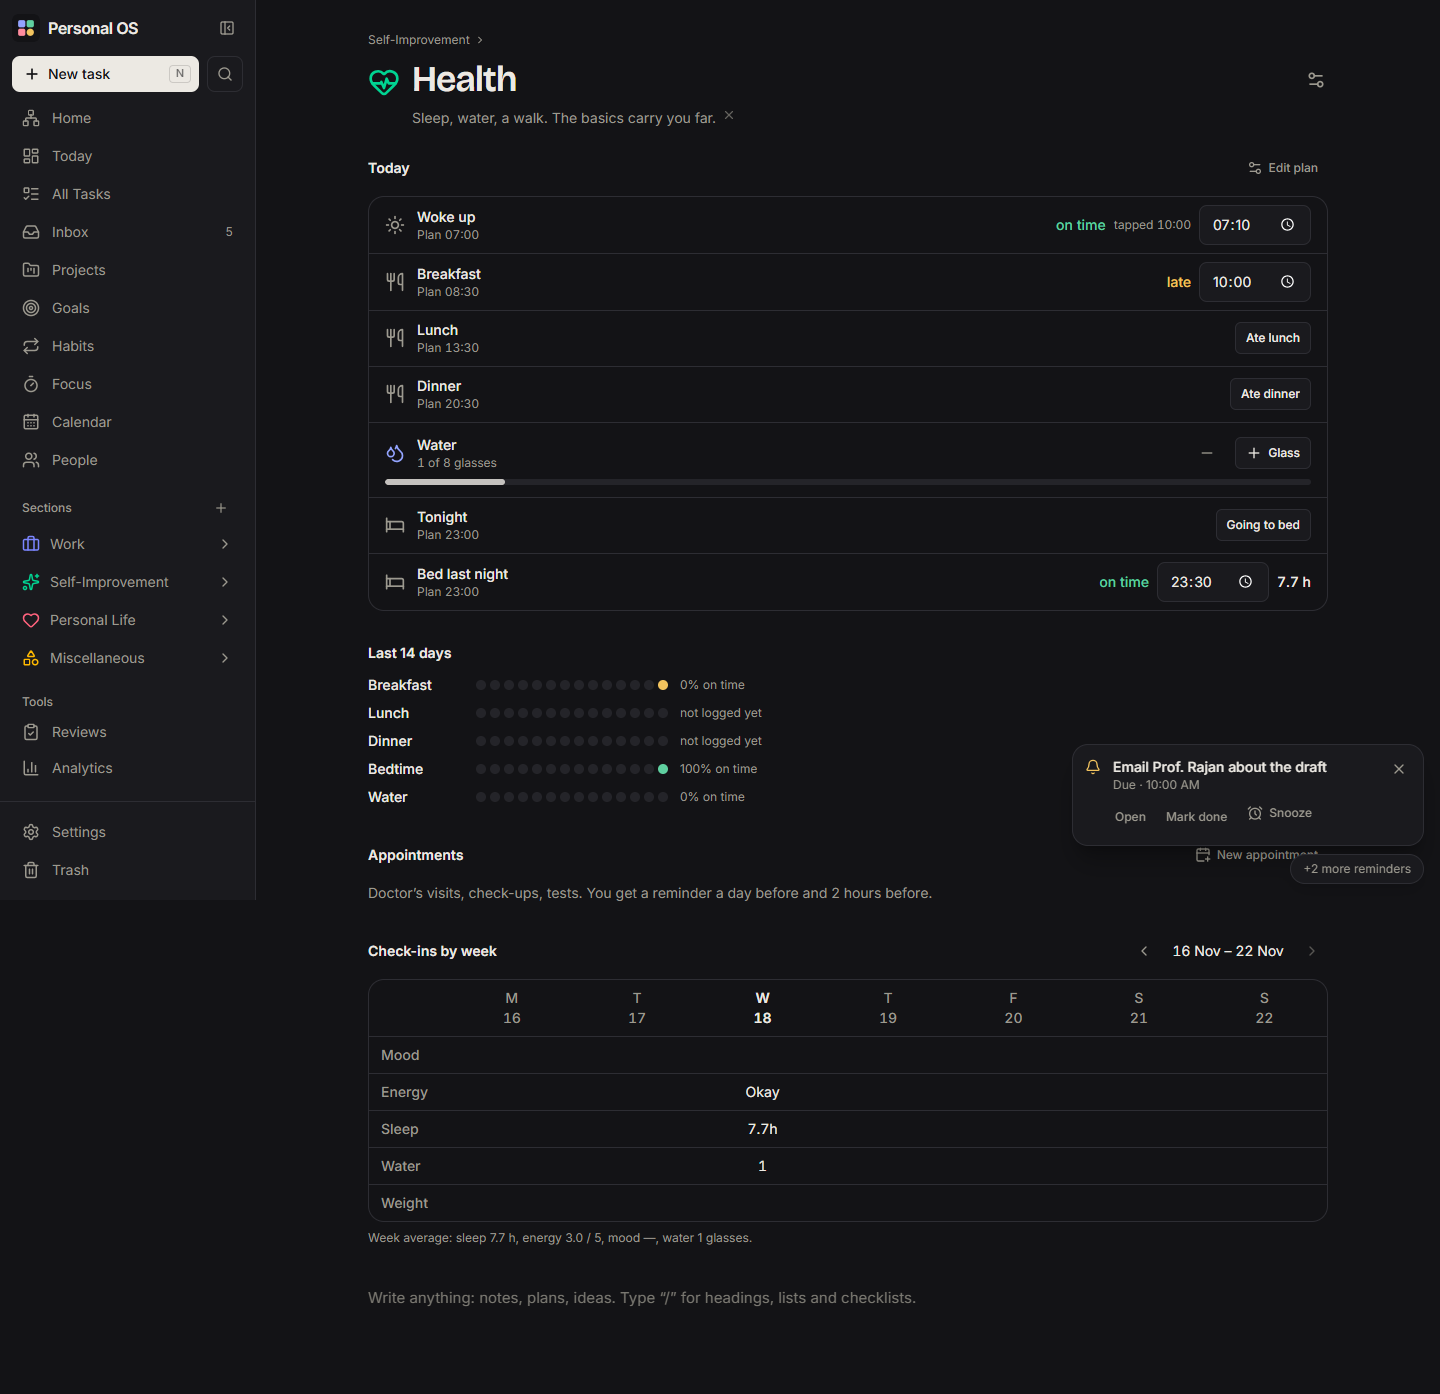 Personal OS
New task N
Home
Today
All Tasks
Inbox 5
Projects
Goals
Habits
Focus
Calendar
People
Sections
Work
Self-Improvement
Personal Life
Miscellaneous
Tools
Reviews
Analytics
Settings
Trash
Self-Improvement
Health
Sleep, water, a walk. The basics carry you far.
Today Edit plan
Woke up
Plan 07:00
on time tapped 10:00 07:10
Breakfast
Plan 08:30
late 10:00
Lunch
Plan 13:30
Ate lunch
Dinner
Plan 20:30
Ate dinner
Water
1 of 8 glasses
Glass
Tonight
Plan 23:00
Going to bed
Bed last night
Plan 23:00
on time 23:30 7.7 h
Last 14 days
Breakfast 0% on time
Lunch not logged yet
Dinner not logged yet
Bedtime 100% on time
Water 0% on time
Email Prof. Rajan about the draft
Due · 10:00 AM
Open Mark done Snooze
+2 more reminders
Appointments New appointment
Doctor’s visits, check-ups, tests. You get a reminder a day before and 2 hours before.
Check-ins by week 16 Nov – 22 Nov
M T W T F S S
16 17 18 19 20 21 22
Mood
Energy Okay
Sleep 7.7h
Water 1
Weight
Week average: sleep 7.7 h, energy 3.0 / 5, mood —, water 1 glasses.
Write anything: notes, plans, ideas. Type “/” for headings, lists and checklists.